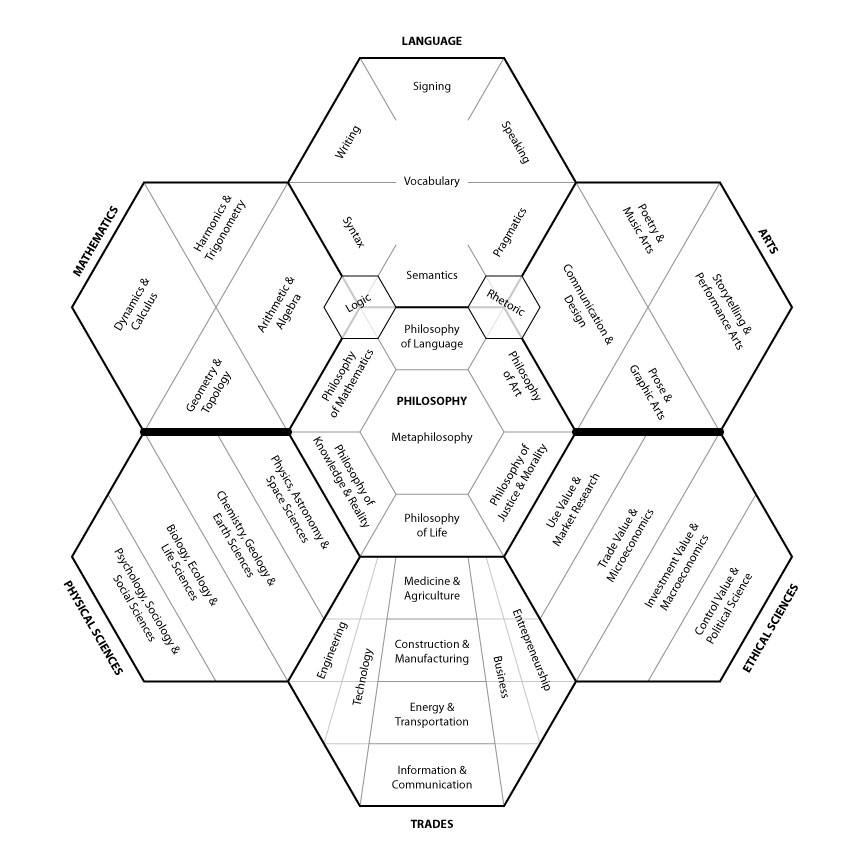 LANGUAGE
Signing
Writing
Speaking
Vocabulary
Syntax
Pragmatics
Semantics
Logic
Rhetoric
MATHEMATICS
Harmonics &
Trigonometry
Dynamics &
Calculus
Arithmetic &
Algebra
Geometry &
Topology
ARTS
Poetry &
Music Arts
Communication &
Design
Storytelling &
Performance Arts
Prose &
Graphic Arts
Philosophy
of Language
Philosophy
of Mathematics
Philosophy
of Art
PHILOSOPHY
Metaphilosophy
Philosophy of
Knowledge & Reality
Philosophy of
Justice & Morality
Philosophy
of Life
PHYSICAL SCIENCES
Physics, Astronomy &
Space Sciences
Chemistry, Geology &
Earth Sciences
Biology, Ecology &
Life Sciences
Psychology, Sociology &
Social Sciences
ETHICAL SCIENCES
Use Value &
Market Research
Trade Value &
Microeconomics
Investment Value &
Macroeconomics
Control Value &
Political Science
Medicine &
Agriculture
Engineering
Technology
Construction &
Manufacturing
Business
Entrepreneurship
Energy &
Transportation
Information &
Communication
TRADES